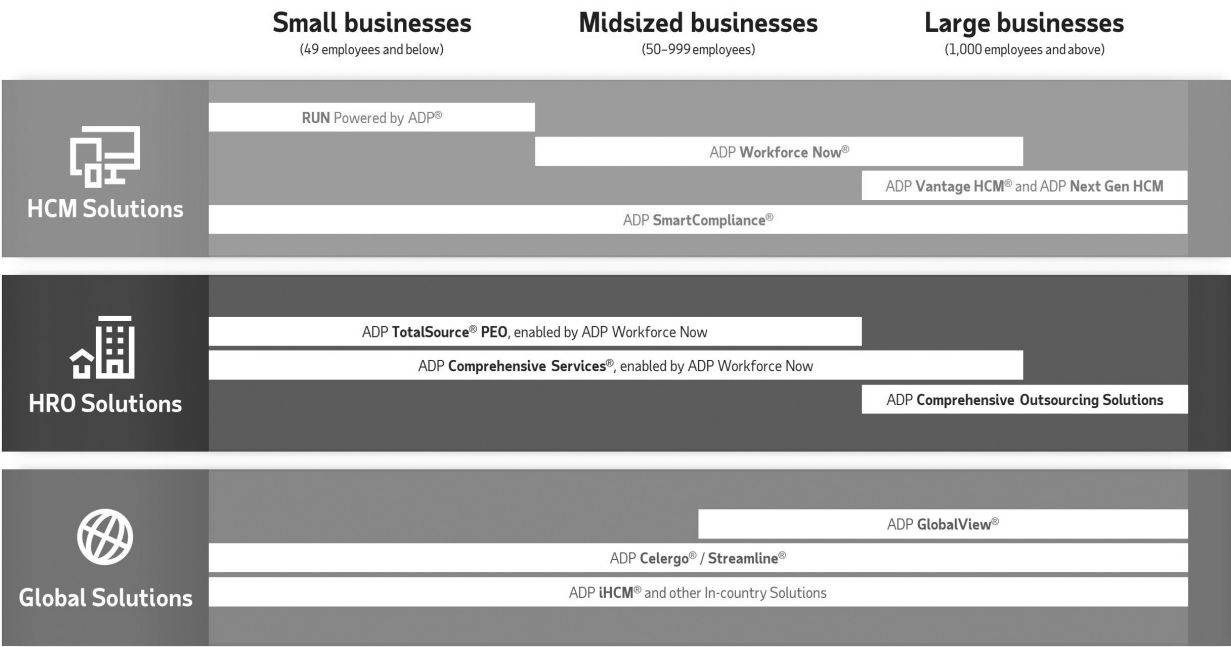 Small businesses
Midsized businesses
Large businesses
(49 employees and below)
(50–999 employees)
(1,000 employees and above)
HCM Solutions
RUN Powered by ADP®
ADP Workforce Now®
ADP Vantage HCM® and ADP Next Gen HCM
ADP SmartCompliance®
HRO Solutions
ADP TotalSource® PEO, enabled by ADP Workforce Now
ADP Comprehensive Services®, enabled by ADP Workforce Now
ADP Comprehensive Outsourcing Solutions
Global Solutions
ADP GlobalView®
ADP Celergo® / Streamline®
ADP iHCM® and other In-country Solutions